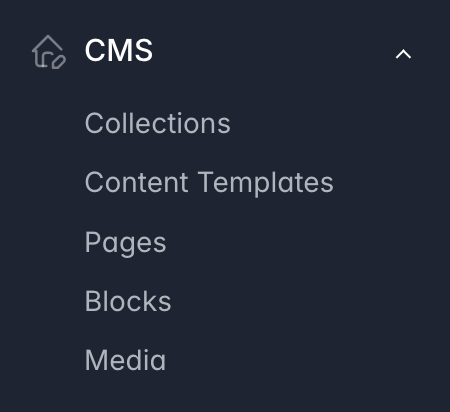 CMS
Collections
Content Templates
Pages
Blocks
Media